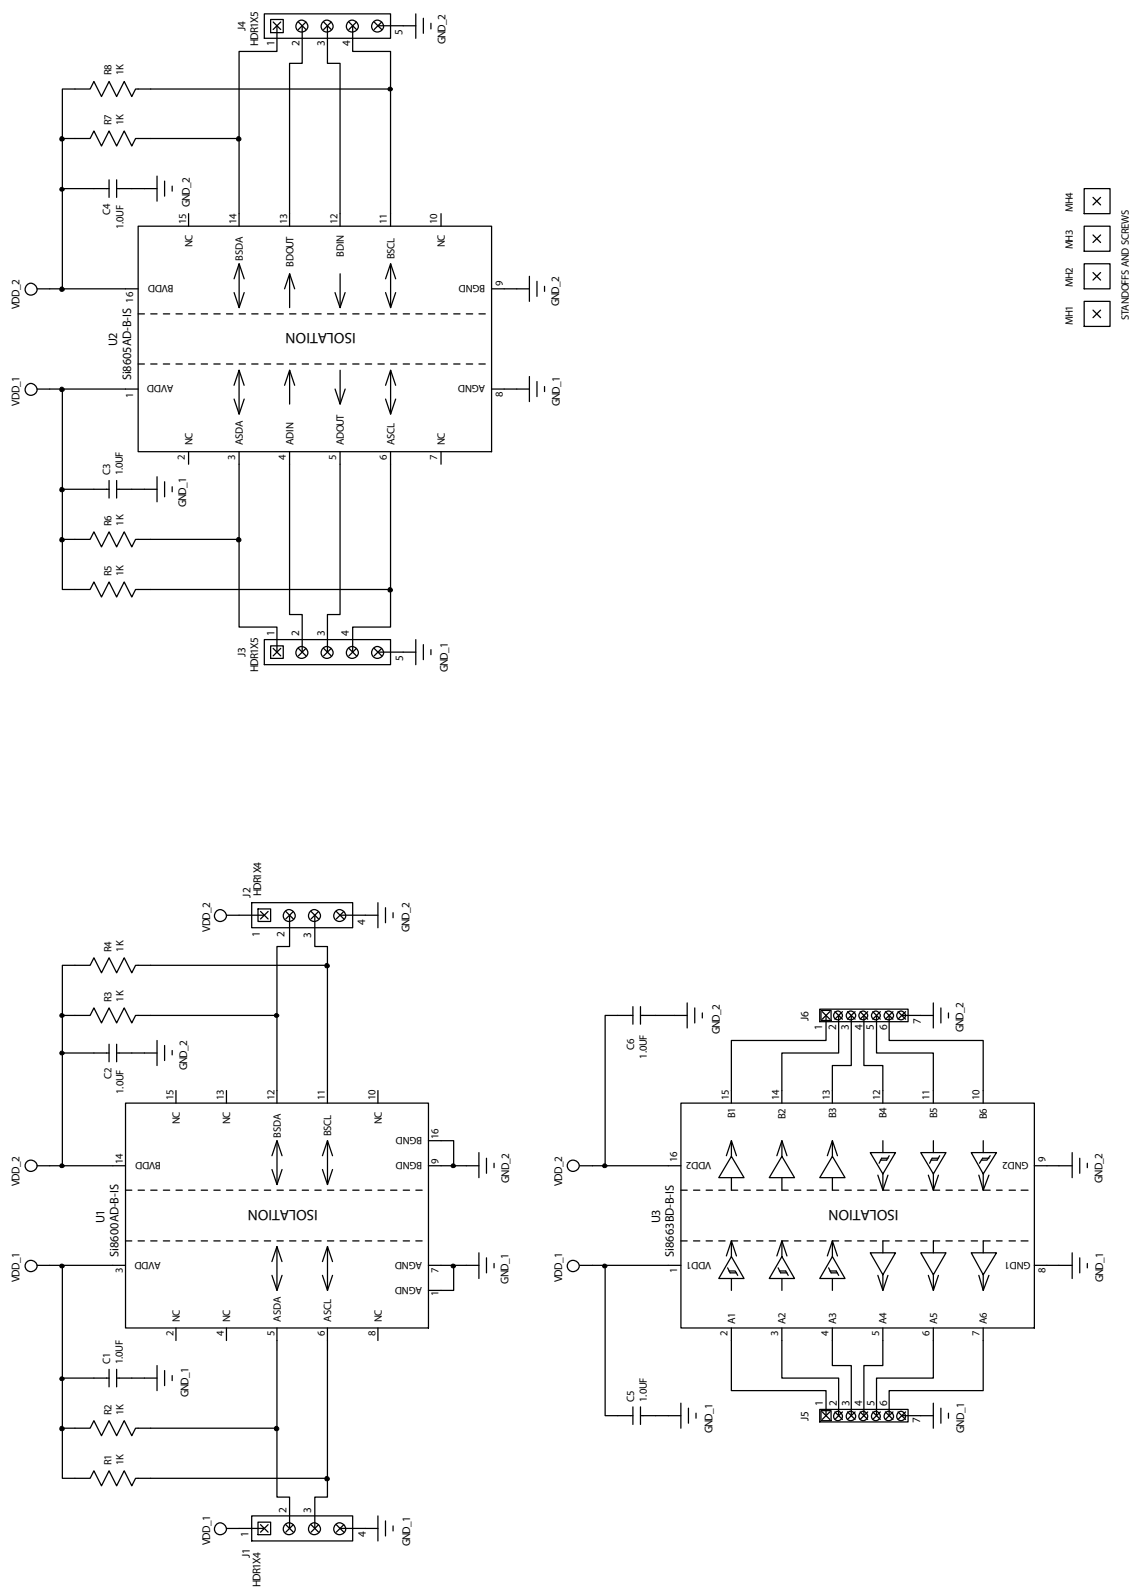 J4
HDR1X5
1
2
3
4
5
GND_2
R8
1K
R7
1K
C4
1.0UF
GND_2
VDD_2
16
U2
Si8605AD-B-IS
VDD_1
1
BVDD
AVDD
15
NC
14
BSDA
13
BDOUT
12
BDIN
11
BSCL
10
NC
BGND
9
GND_2
ISOLATION
AGND
8
GND_1
2
NC
3
ASDA
4
ADIN
5
ADOUT
6
ASCL
7
NC
C3
1.0UF
GND_1
R6
1K
R5
1K
J3
HDR1X5
1
2
3
4
5
GND_1
MH4
MH3
MH2
MH1
STANDOFFS AND SCREWS
J2
HDR1X4
VDD_2
1
2
3
4
GND_2
R4
1K
R3
1K
C2
1.0UF
GND_2
VDD_2
14
U1
Si8600AD-B-IS
VDD_1
3
BVDD
AVDD
15
NC
13
NC
12
BSDA
11
BSCL
10
NC
BGND
16
BGND
9
GND_2
ISOLATION
AGND
7
AGND
1
GND_1
2
NC
4
NC
5
ASDA
6
ASCL
8
NC
C1
1.0UF
GND_1
R2
1K
R1
1K
VDD_1
J1
HDR1X4
1
2
3
4
GND_1
C6
1.0UF
GND_2
J6
1
2
3
4
5
6
7
GND_2
VDD_2
16
U3
Si8663BD-B-IS
VDD_1
1
VDD2
VDD1
15
B1
14
B2
13
B3
12
B4
11
B5
10
B6
GND2
9
GND_2
ISOLATION
GND1
8
GND_1
2
A1
3
A2
4
A3
5
A4
6
A5
7
A6
C5
1.0UF
GND_1
J5
1
2
3
4
5
6
7
GND_1